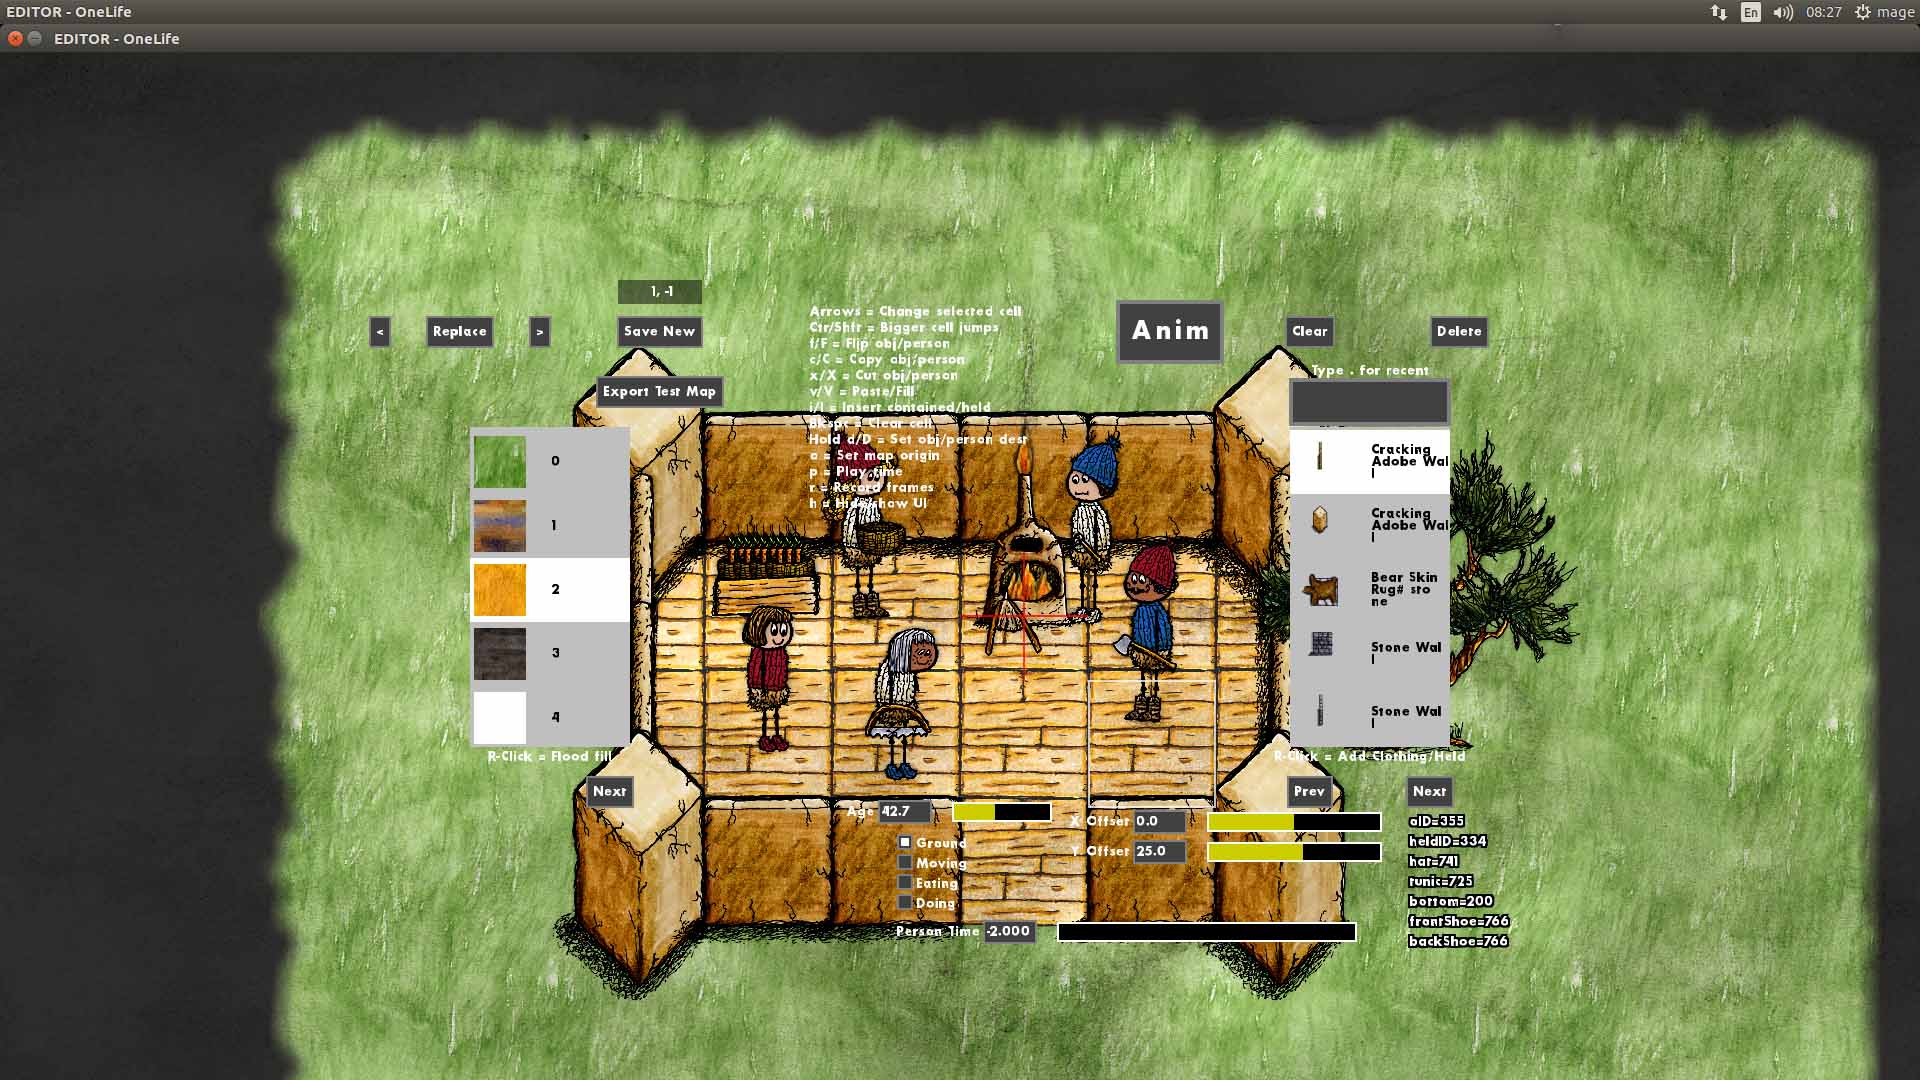 EDITOR - OneLife
En
08:27
mage
EDITOR - OneLife
1, -1
<
Replace
>
Save New
Arrows = Change selected cell
Ctr/Shft = Bigger cell jumps
f/F = Flip obj/person
c/C = Copy obj/person
x/X = Cut obj/person
v/V = Paste/Fill
i/I = Insert contained/held
Bkspc = Clear cell
Hold d/D = Set obj/person dest
o = Set map origin
p = Play time
r = Record frames
h = Hide/show UI
Anim
Clear
Delete
Export Test Map
Type . for recent
0
1
2
3
4
R-Click = Flood fill
Next
Cracking
Adobe Wal
l
Cracking
Adobe Wal
l
Bear Skin
Rug# sto
ne
Stone Wal
l
Stone Wal
l
R-Click = Add Clothing/Held
Prev
Next
Age 42.7
Ground
Moving
Eating
Doing
Person Time -2.000
X Offset 0.0
Y Offset 25.0
oID=355
heldID=334
hat=741
tunic=725
bottom=200
frontShoe=766
backShoe=766